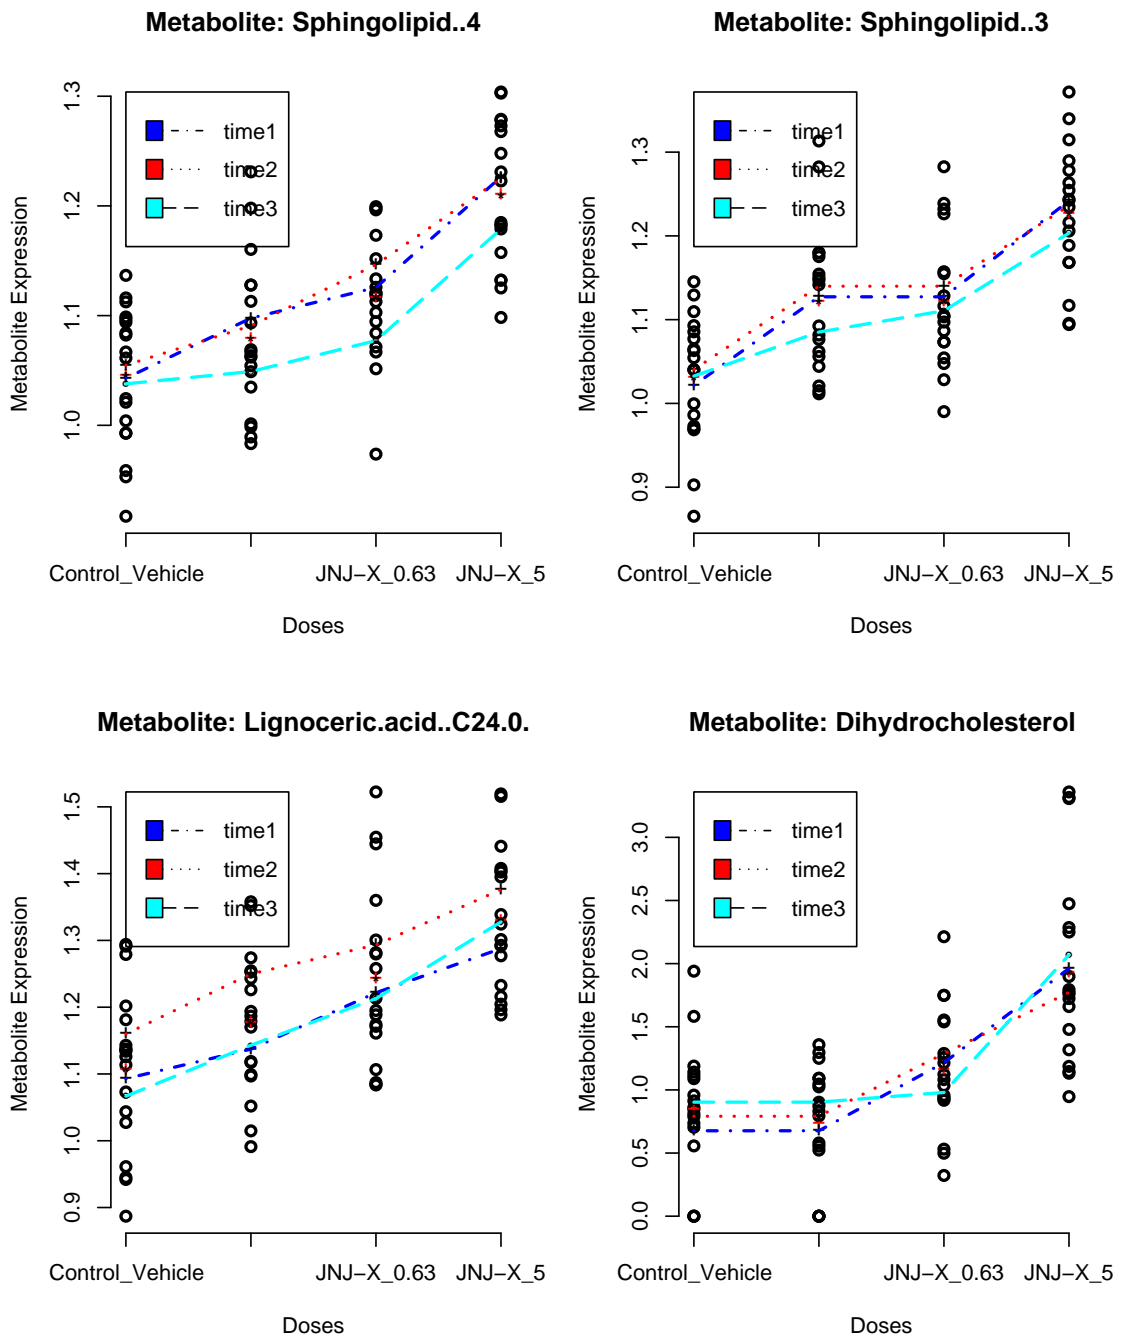 Metabolite: Sphingolipid..4
Metabolite Expression
1.0
1.1
1.2
1.3
time1
time2
time3
Control_Vehicle
JNJ-X_0.63
JNJ-X_5
Doses
Metabolite: Sphingolipid..3
Metabolite Expression
0.9
1.0
1.1
1.2
1.3
time1
time2
time3
Control_Vehicle
JNJ-X_0.63
JNJ-X_5
Doses
Metabolite: Lignoceric.acid..C24.0.
Metabolite Expression
0.9
1.0
1.1
1.2
1.3
1.4
1.5
time1
time2
time3
Control_Vehicle
JNJ-X_0.63
JNJ-X_5
Doses
Metabolite: Dihydrocholesterol
Metabolite Expression
0.0
0.5
1.0
1.5
2.0
2.5
3.0
time1
time2
time3
Control_Vehicle
JNJ-X_0.63
JNJ-X_5
Doses